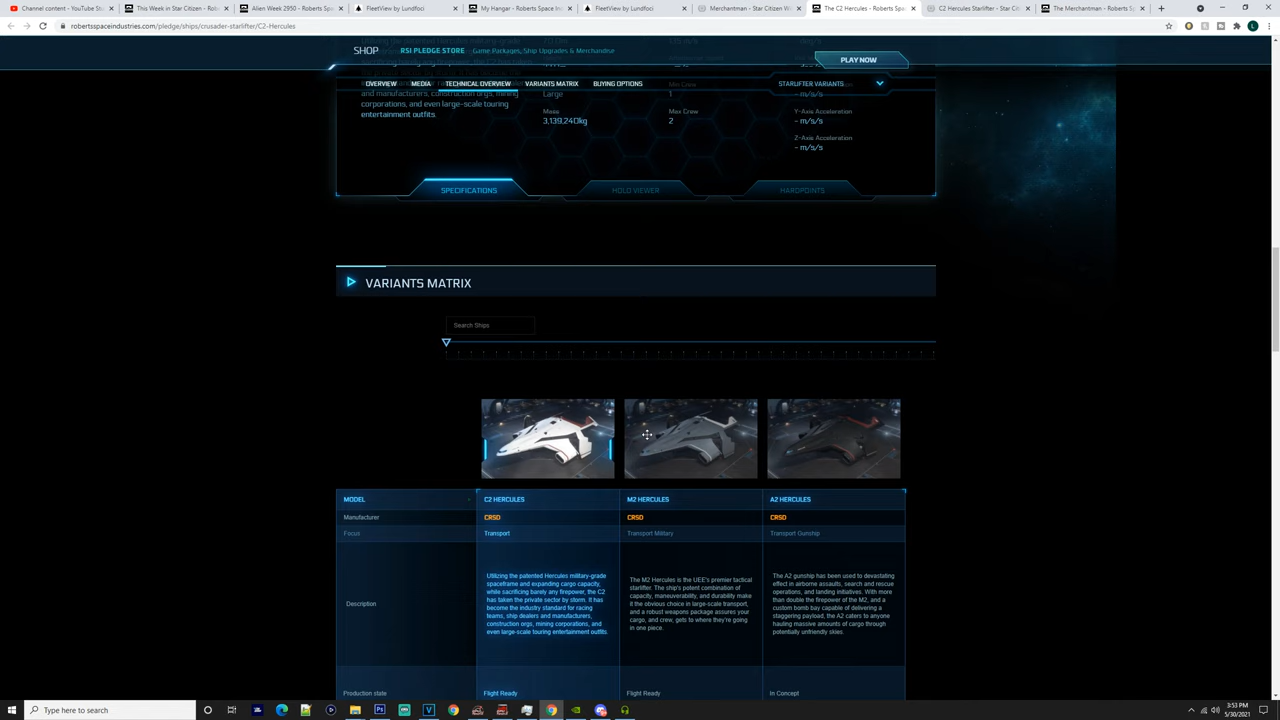 Channel content - YouTube Stu
This Week in Star Citizen - Rob
Alien Week 2950 - Roberts Spa
FleetView by Lundfoci
My Hangar - Roberts Space Ind
FleetView by Lundfoci
Merchantman - Star Citizen W
The C2 Hercules - Roberts Spa
C2 Hercules Starlifter - Star Cit
The Merchantman - Roberts Sp
robertsspaceindustries.com/pledge/ships/crusader-starlifter/C2-Hercules
SHOP
RSI PLEDGE STORE
Game Packages, Ship Upgrades & Merchandise
PLAY NOW
OVERVIEW
MEDIA
TECHNICAL OVERVIEW
VARIANTS MATRIX
BUYING OPTIONS
STARLIFTER VARIANTS
and manufacturers, construction orgs, mining
corporations, and even large-scale touring
entertainment outfits.
Large
Mass
3,139,240kg
Min Crew
1
Max Crew
2
- m/s/s
Y-Axis Acceleration
- m/s/s
Z-Axis Acceleration
- m/s/s
SPECIFICATIONS
HOLO VIEWER
HARDPOINTS
VARIANTS MATRIX
Search Ships
MODEL
C2 HERCULES
M2 HERCULES
A2 HERCULES
Manufacturer
CRSD
CRSD
CRSD
Focus
Transport
Transport Military
Transport Gunship
Description
Utilizing the patented Hercules military-grade
spaceframe and expanding cargo capacity,
while sacrificing barely any firepower, the C2
has taken the private sector by storm. It has
become the industry standard for racing
teams, ship dealers and manufacturers,
construction orgs, mining corporations, and
even large-scale touring entertainment outfits.
The M2 Hercules is the UEE's premier tactical
starlifter. The ship's potent combination of
capacity, maneuverability, and durability make
it the obvious choice in large-scale transport,
and a robust weapons package assures your
cargo, and crew, gets to where they're going
in one piece.
The A2 gunship has been used to devastating
effect in airborne assaults, search and rescue
operations, and landing initiatives. With more
than double the firepower of the M2, and a
custom bomb bay capable of delivering a
staggering payload, the A2 caters to anyone
hauling massive amounts of cargo through
potentially unfriendly skies.
Production state
Flight Ready
Flight Ready
In Concept
Type here to search
3:53 PM
5/30/2021